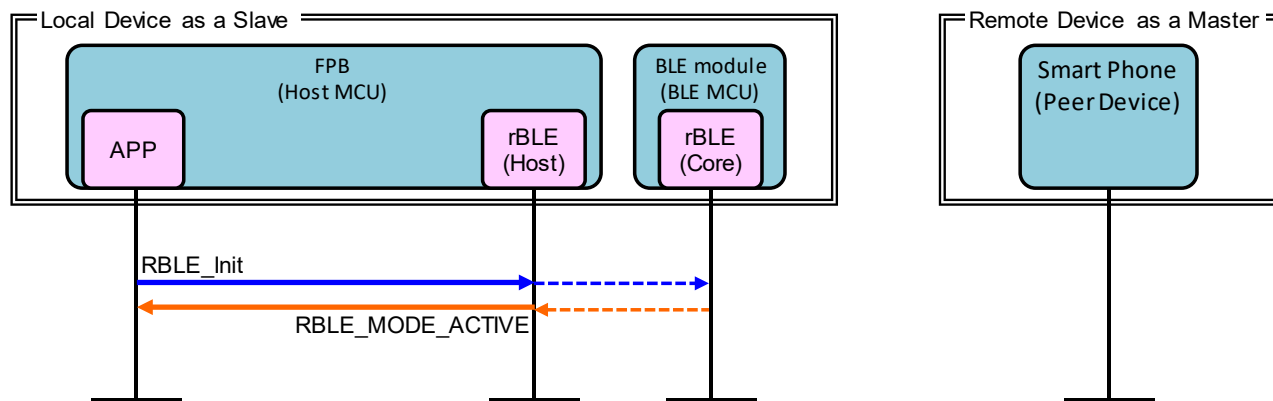 Local Device as a Slave
Remote Device as a Master
FPB
(Host MCU)
BLE module
(BLE MCU)
Smart Phone
(Peer Device)
APP
rBLE
(Host)
rBLE
(Core)
RBLE_Init
RBLE_MODE_ACTIVE